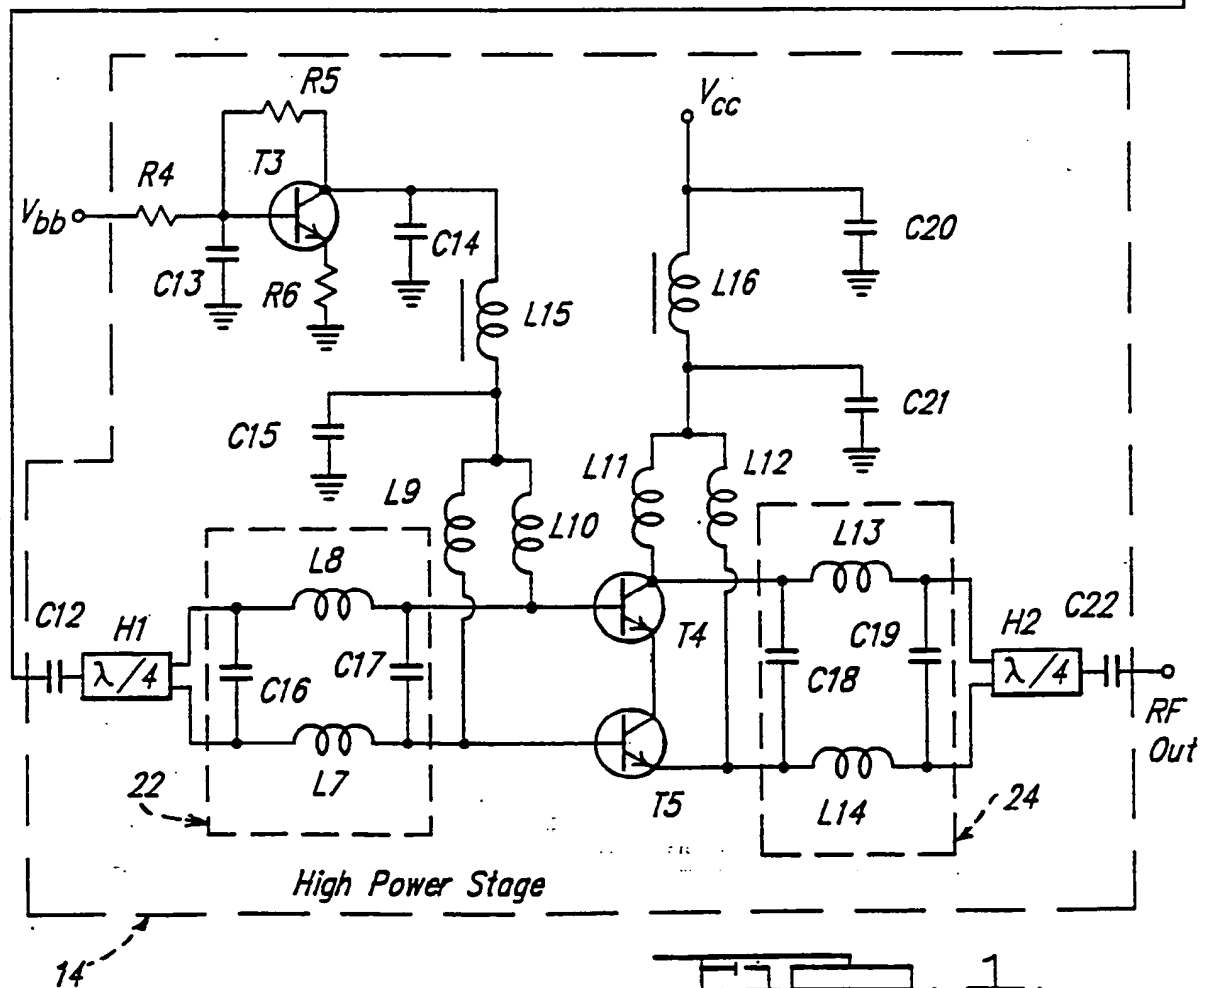 R5
V_cc
T3
R4
V_bb
C14
C20
C13
R6
L16
L15
C21
C15
L11
L12
L9
L10
L13
L8
C12
H1
T4
C19
H2
C22
λ/4
C16
C17
C18
λ/4
RF
Out
22
L7
T5
L14
24
High Power Stage
14